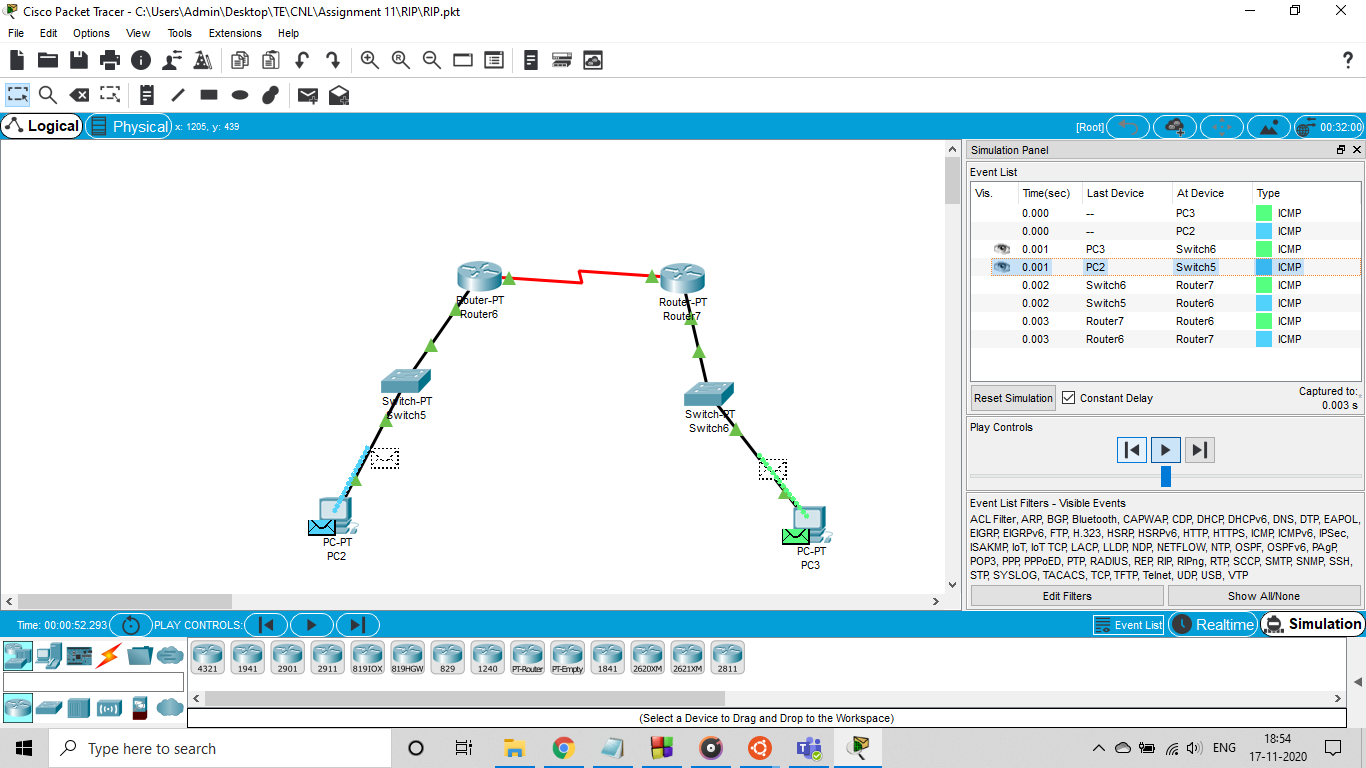 Cisco Packet Tracer - C:\Users\Admin\Desktop\TE\CNL\Assignment 11\RIP\RIP.pkt
File Edit Options View Tools Extensions Help
Logical Physical x: 1205, y: 439 [Root] 00:32:00
Router-PT
Router6
Router-PT
Router7
Switch-PT
Switch5
Switch-PT
Switch6
PC-PT
PC2
PC-PT
PC3
Simulation Panel
Event List
Vis. Time(sec) Last Device At Device Type
0.000 -- PC3 ICMP
0.000 -- PC2 ICMP
0.001 PC3 Switch6 ICMP
0.001 PC2 Switch5 ICMP
0.002 Switch6 Router7 ICMP
0.002 Switch5 Router6 ICMP
0.003 Router7 Router6 ICMP
0.003 Router6 Router7 ICMP
Reset Simulation Constant Delay Captured to:
0.003 s
Play Controls
Event List Filters - Visible Events
ACL Filter, ARP, BGP, Bluetooth, CAPWAP, CDP, DHCP, DHCPv6, DNS, DTP, EAPOL,
EIGRP, EIGRPv6, FTP, H.323, HSRP, HSRPv6, HTTP, HTTPS, ICMP, ICMPv6, IPSec,
ISAKMP, IoT, IoT TCP, LACP, LLDP, NDP, NETFLOW, NTP, OSPF, OSPFv6, PAgP,
POP3, PPP, PPPoED, PTP, RADIUS, REP, RIP, RIPng, RTP, SCCP, SMTP, SNMP, SSH,
STP, SYSLOG, TACACS, TCP, TFTP, Telnet, UDP, USB, VTP
Edit Filters Show All/None
Time: 00:00:52.293 PLAY CONTROLS: Event List Realtime Simulation
4321 1941 2901 2911 819IOX 819HGW 829 1240 PT-Router PT-Empty 1841 2620XM 2621XM 2811
(Select a Device to Drag and Drop to the Workspace)
Type here to search
ENG
18:54
17-11-2020